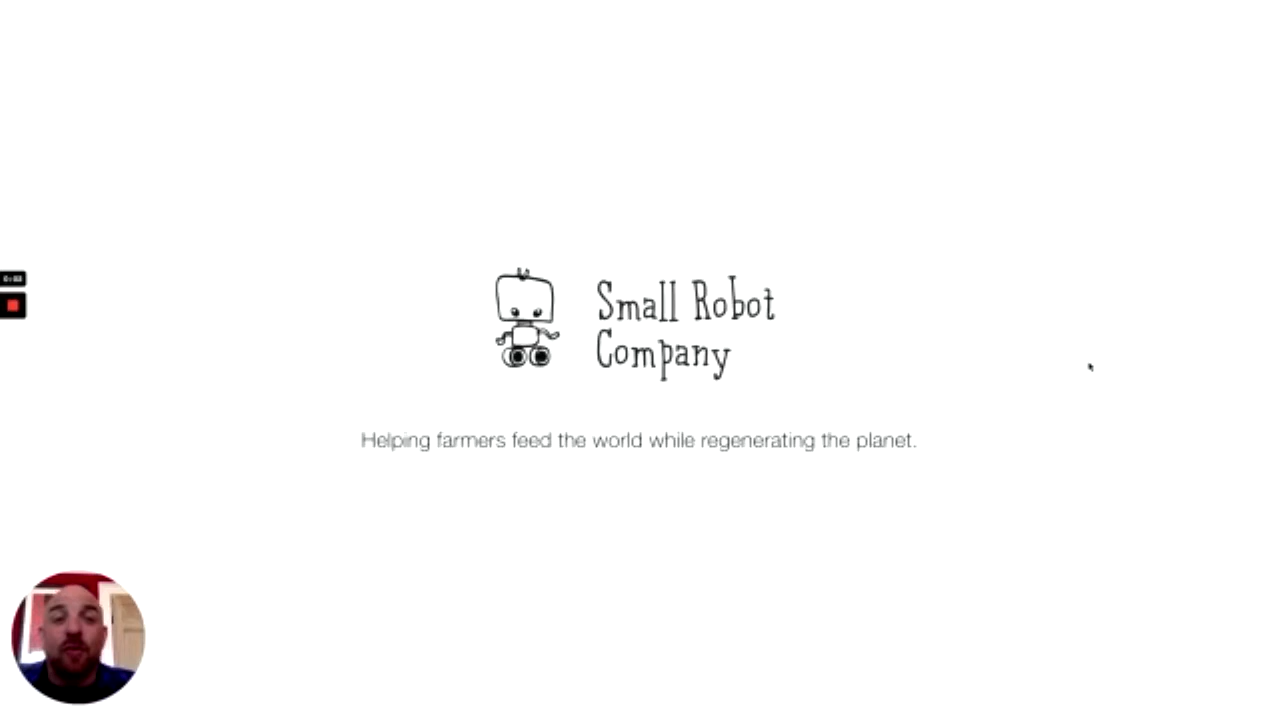 Small Robot
Company
Helping farmers feed the world while regenerating the planet.